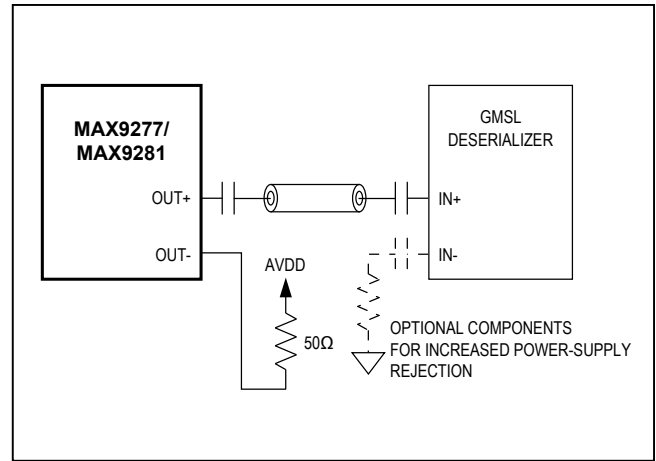 MAX9277/
MAX9281
GMSL
DESERIALIZER
OUT+
IN+
OUT-
IN-
AVDD
50Ω
OPTIONAL COMPONENTS
FOR INCREASED POWER-SUPPLY
REJECTION